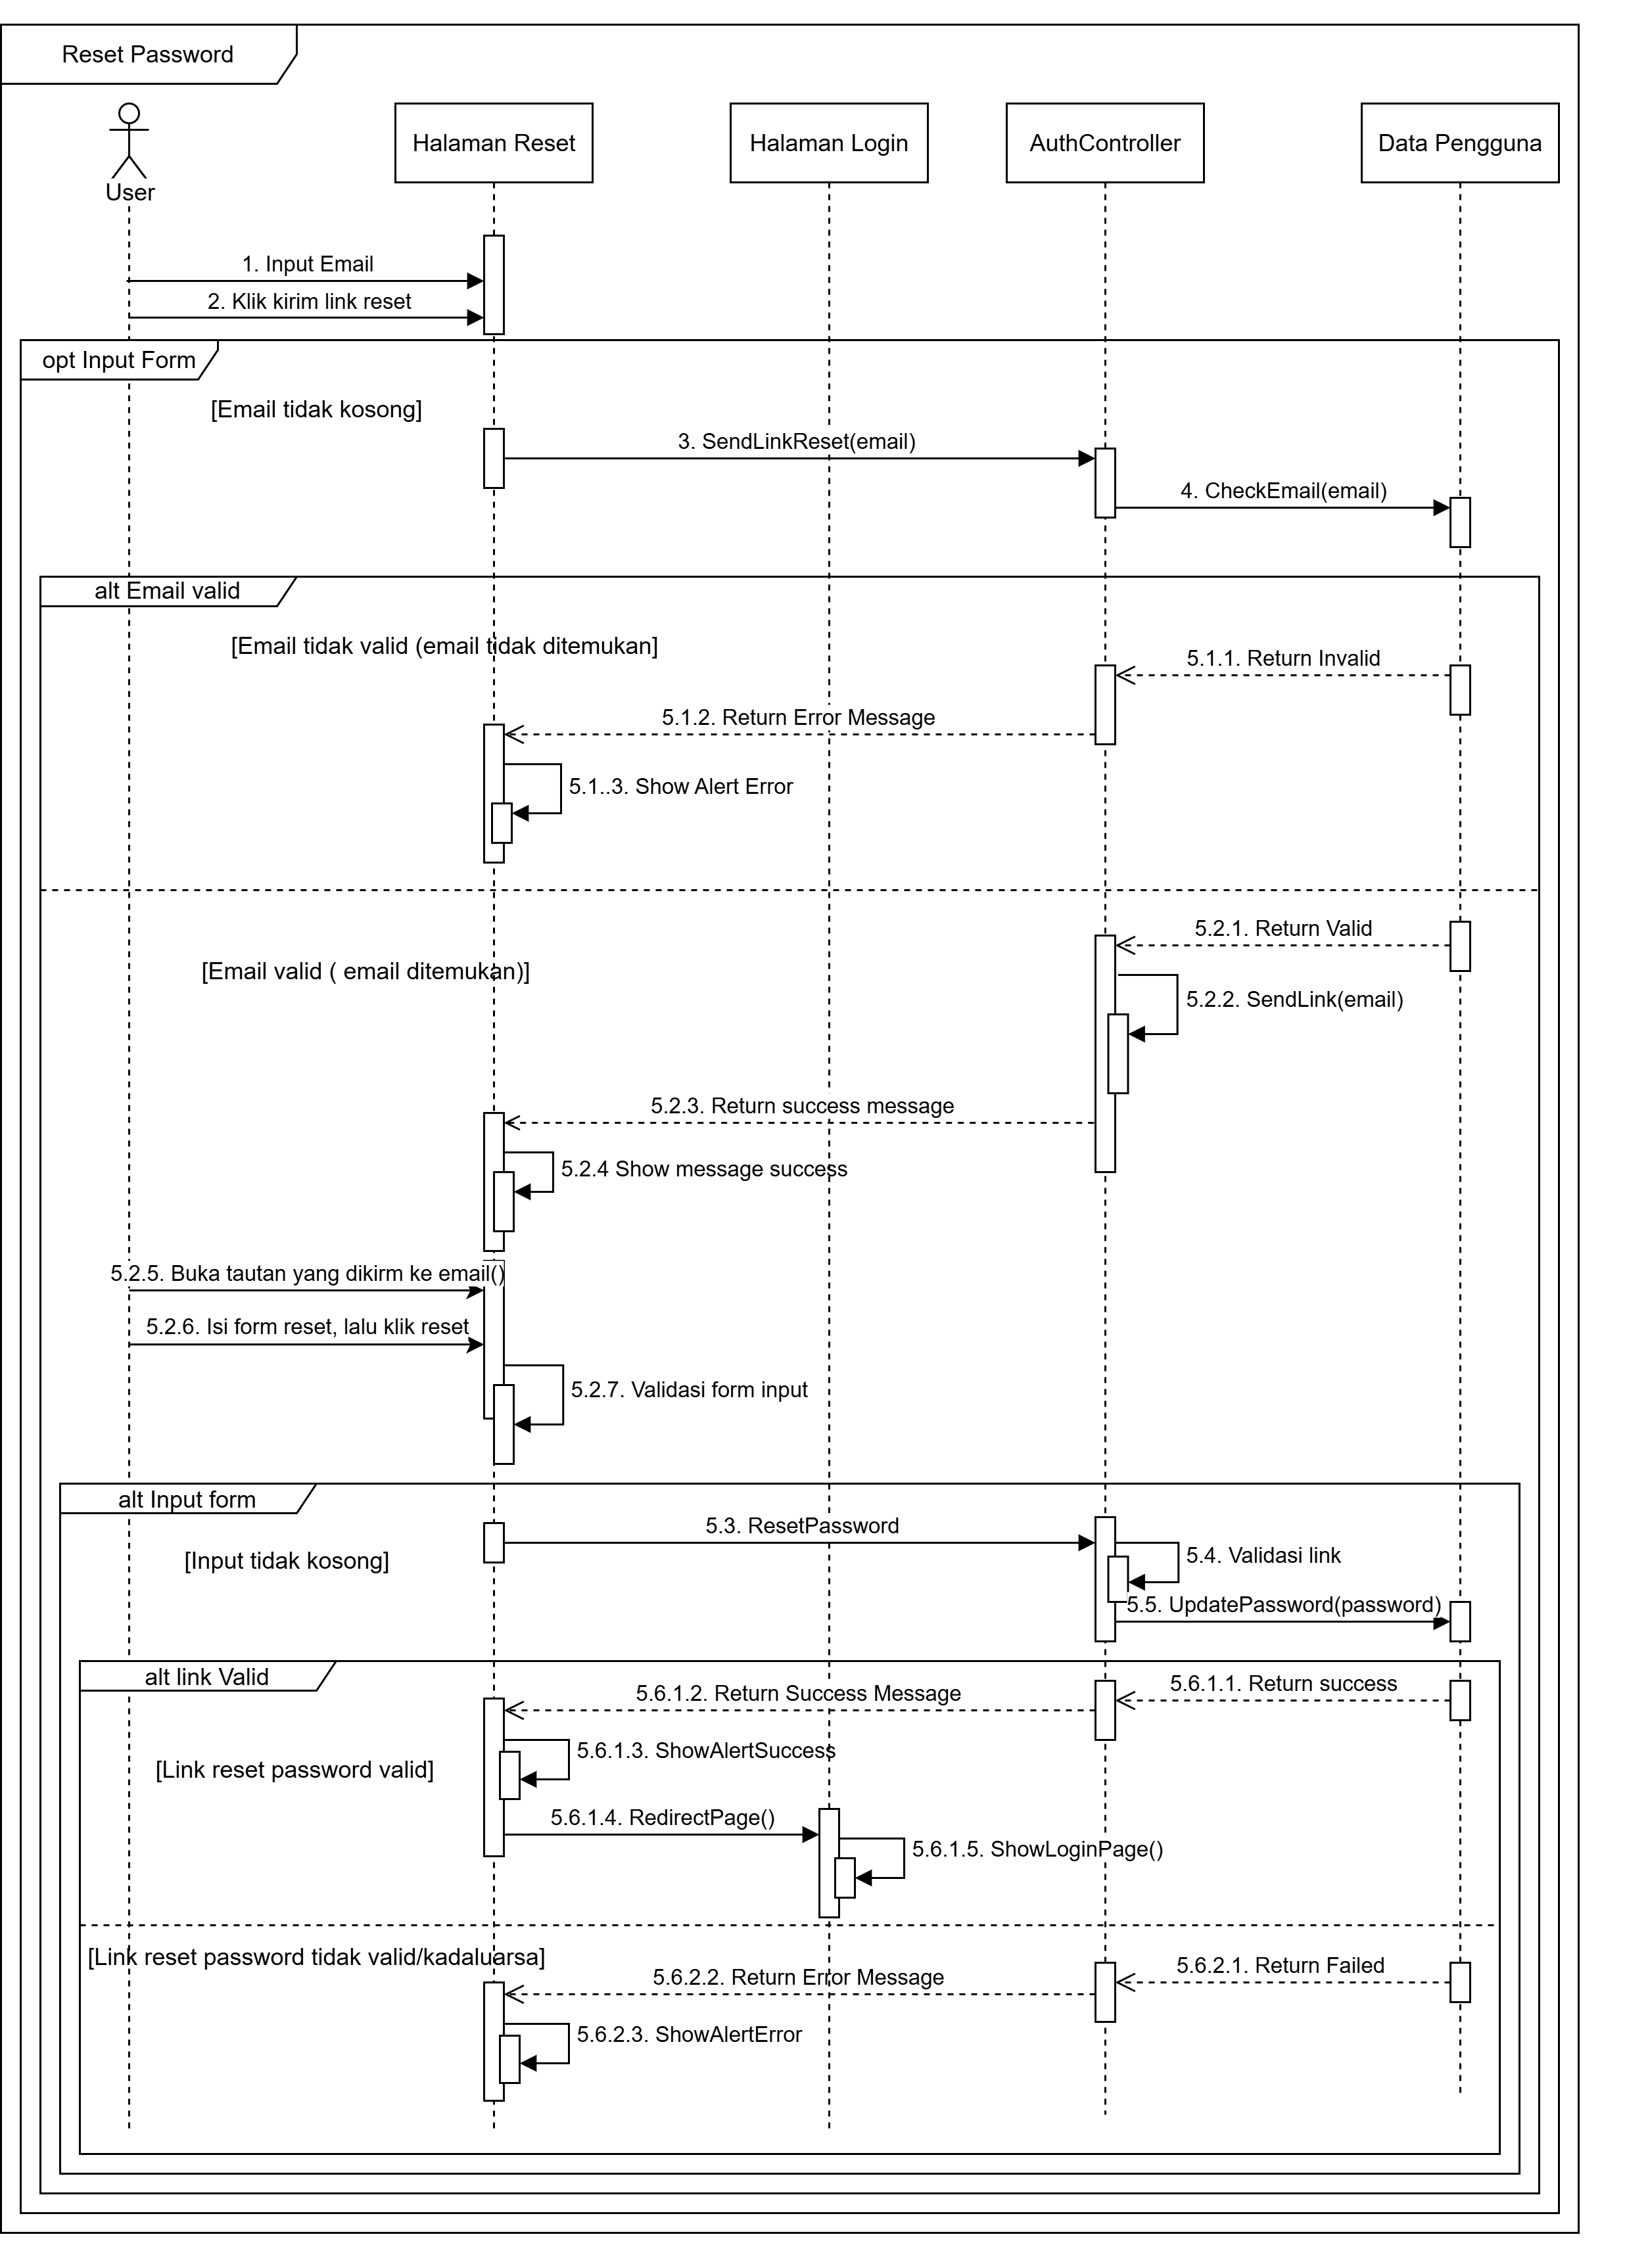 Reset Password
User
Halaman Reset
Halaman Login
AuthController
Data Pengguna
1. Input Email
2. Klik kirim link reset
opt Input Form
[Email tidak kosong]
3. SendLinkReset(email)
4. CheckEmail(email)
alt Email valid
[Email tidak valid (email tidak ditemukan]
5.1.1. Return Invalid
5.1.2. Return Error Message
5.1..3. Show Alert Error
5.2.1. Return Valid
[Email valid ( email ditemukan)]
5.2.2. SendLink(email)
5.2.3. Return success message
5.2.4 Show message success
5.2.5. Buka tautan yang dikirm ke email()
5.2.6. Isi form reset, lalu klik reset
5.2.7. Validasi form input
alt Input form
5.3. ResetPassword
[Input tidak kosong]
5.4. Validasi link
5.5. UpdatePassword(password)
alt link Valid
5.6.1.1. Return success
5.6.1.2. Return Success Message
5.6.1.3. ShowAlertSuccess
[Link reset password valid]
5.6.1.4. RedirectPage()
5.6.1.5. ShowLoginPage()
[Link reset password tidak valid/kadaluarsa]
5.6.2.1. Return Failed
5.6.2.2. Return Error Message
5.6.2.3. ShowAlertError